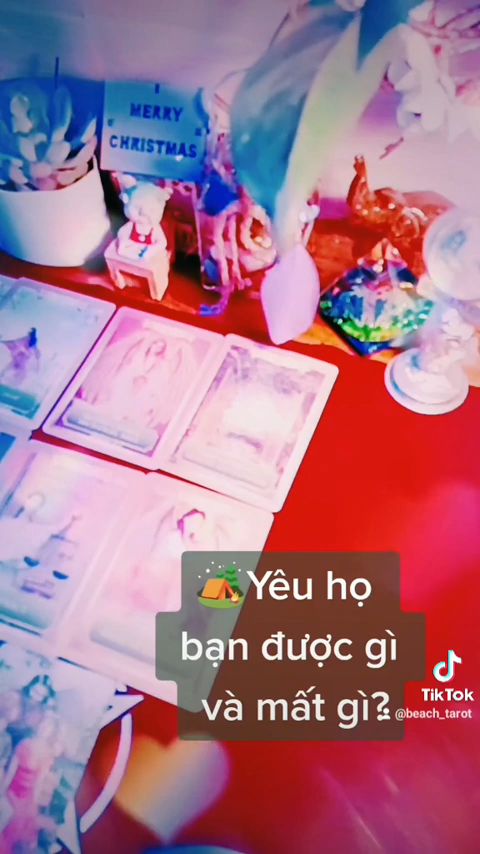 MERRY
CHRISTMAS
🏕️Yêu họ
bạn được gì
và mất gì?
TikTok
@beach_tarot